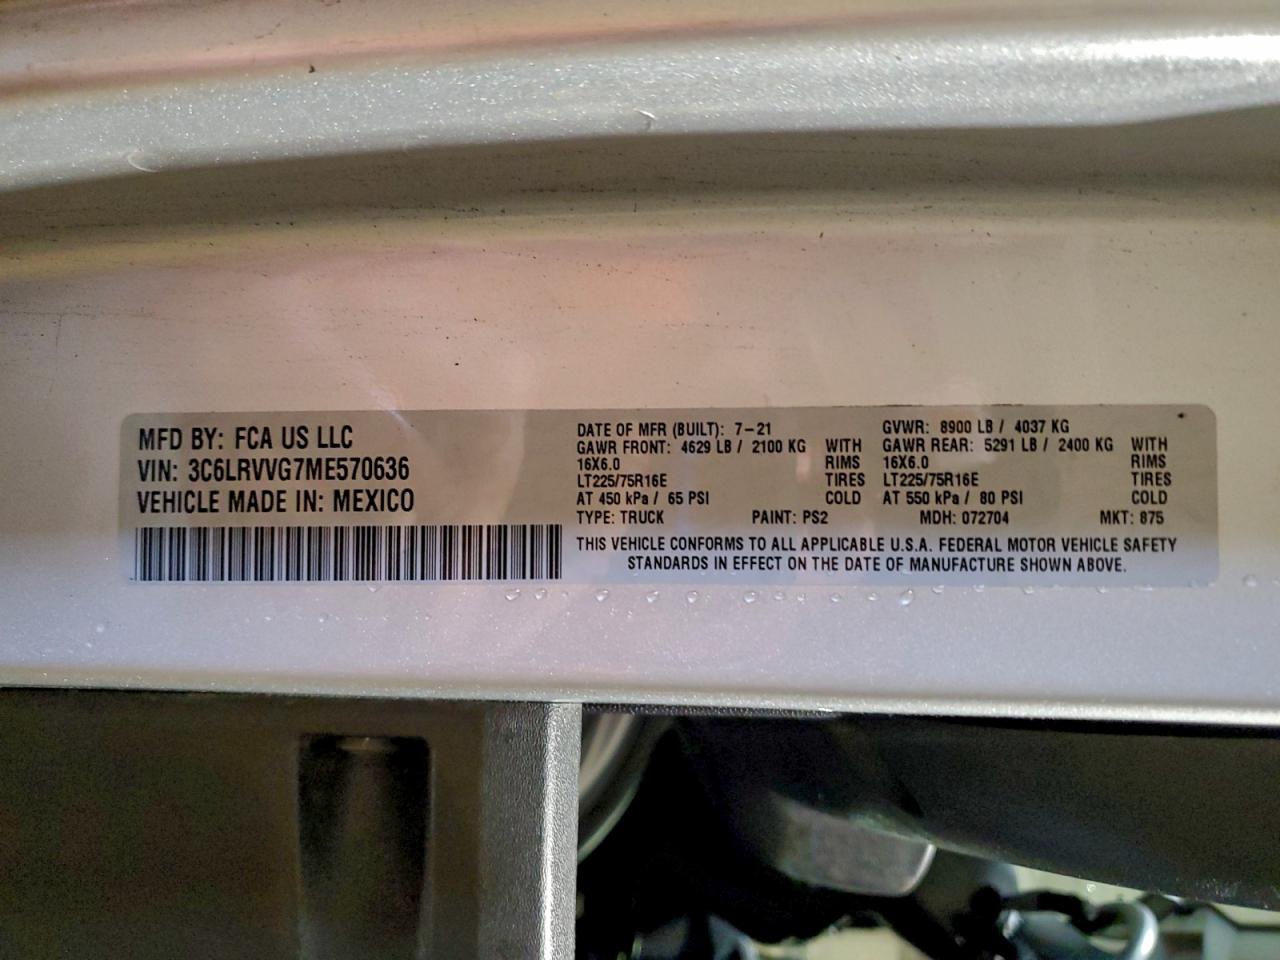 MFD BY: FCA US LLC
VIN: 3C6LRVVG7ME570636
VEHICLE MADE IN: MEXICO
DATE OF MFR (BUILT): 7-21
GAWR FRONT: 4629 LB / 2100 KG WITH
16X6.0 RIMS
LT225/75R16E TIRES
AT 450 kPa / 65 PSI COLD
GVWR: 8900 LB / 4037 KG
GAWR REAR: 5291 LB / 2400 KG WITH
16X6.0 RIMS
LT225/75R16E TIRES
AT 550 kPa / 80 PSI COLD
TYPE: TRUCK PAINT: PS2 MDH: 072704 MKT: 875
THIS VEHICLE CONFORMS TO ALL APPLICABLE U.S.A. FEDERAL MOTOR VEHICLE SAFETY
STANDARDS IN EFFECT ON THE DATE OF MANUFACTURE SHOWN ABOVE.